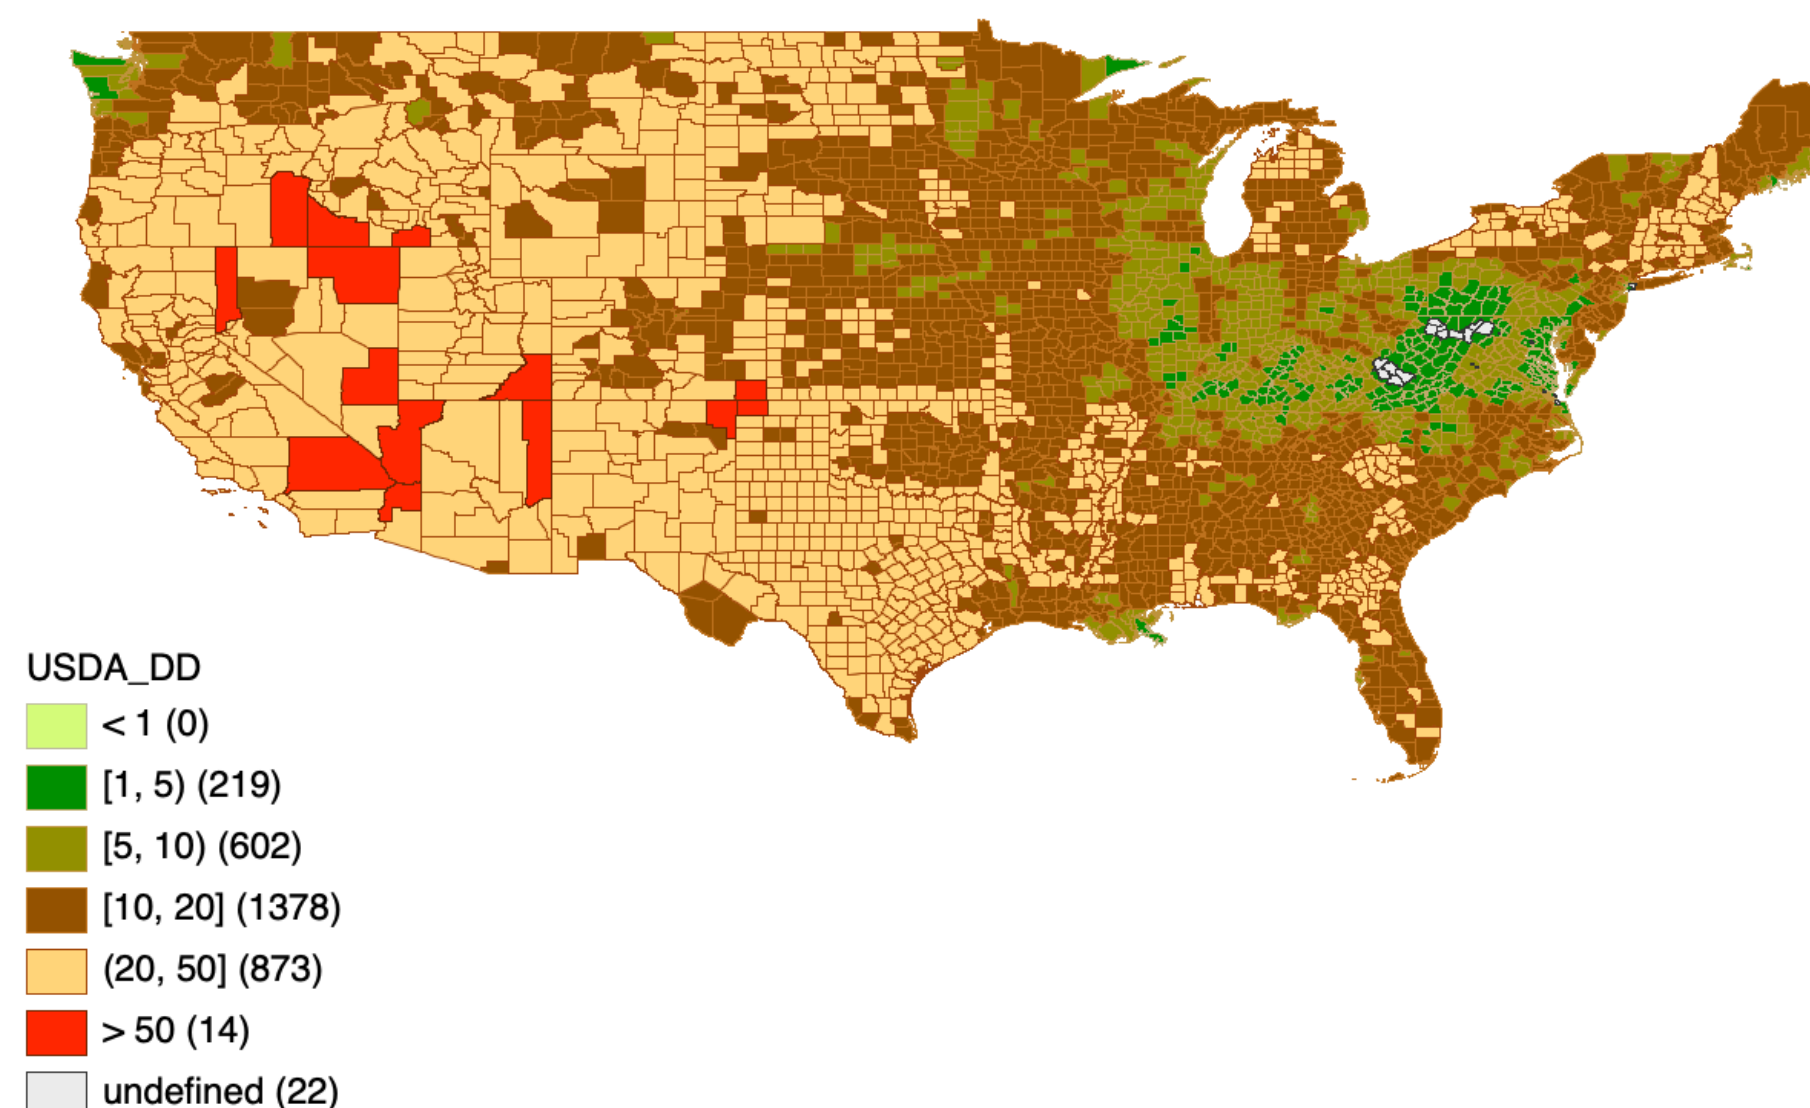 USDA_DD
< 1 (0)
[1, 5) (219)
[5, 10) (602)
[10, 20] (1378)
(20, 50] (873)
> 50 (14)
undefined (22)